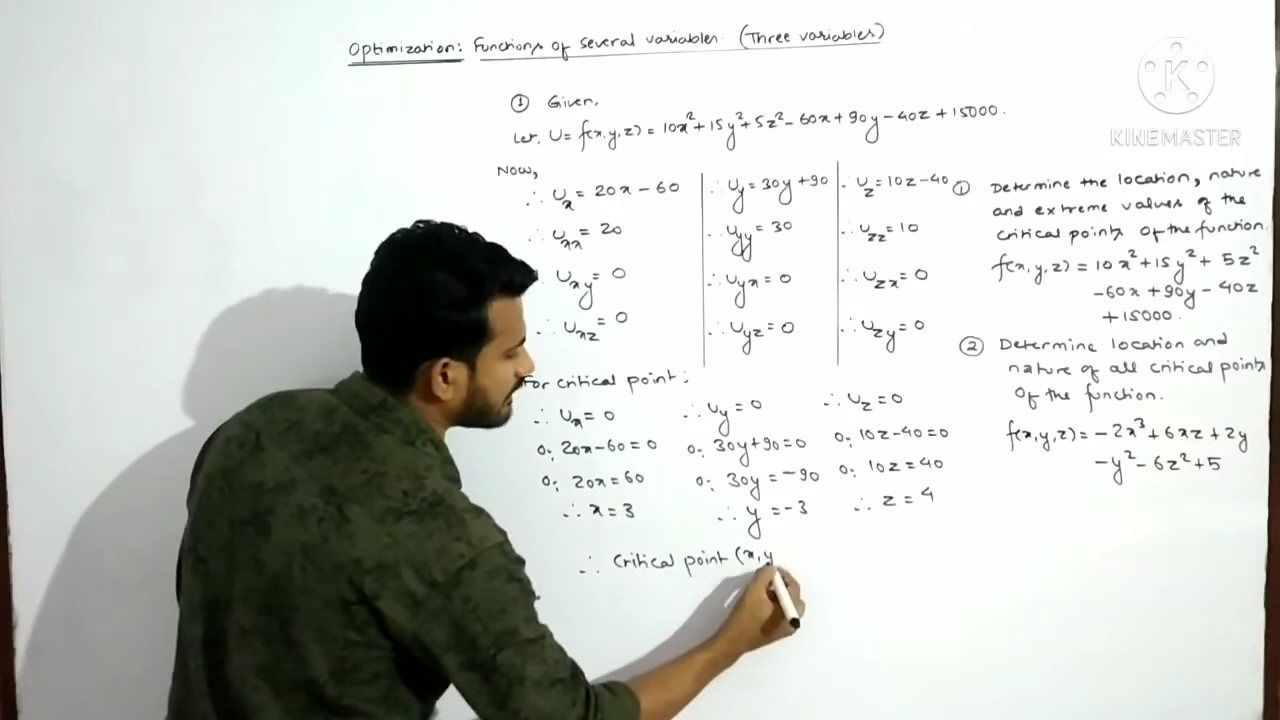 Optimization: Functions of several variables. (Three variables)
① Given,
Let, U = f(x,y,z) = 10x²+15y²+5z²-60x+90y-40z+15000.
Now,
∴ Uₓ = 20x-60
∴ Uₓₓ = 20
Uxy = 0
∴ Uxz = 0
∴ Uy = 30y+90
∴ Uyy = 30
∴ Uyx = 0
∴ Uyz = 0
∴ Uz = 10z-40
∴ Uzz = 10
∴ Uzx = 0
∴ Uzy = 0
For critical point:
∴ Ux = 0 ∴ Uy = 0 ∴ Uz = 0
o; 20x-60=0 o; 30y+90=0 o; 10z-40=0
o; 20x=60 o; 30y=-90 o; 10z=40
∴ x=3 ∴ y=-3 ∴ z=4
∴ Critical point (x,y
① Determine the location, nature
and extreme values of the
critical points of the function
f(x,y,z) = 10x²+15y²+5z²
-60x+90y-40z
+15000.
② Determine location and
nature of all critical points
of the function.
f(x,y,z) = -2x³+6xz+2y
-y²-6z²+5
KINEMASTER